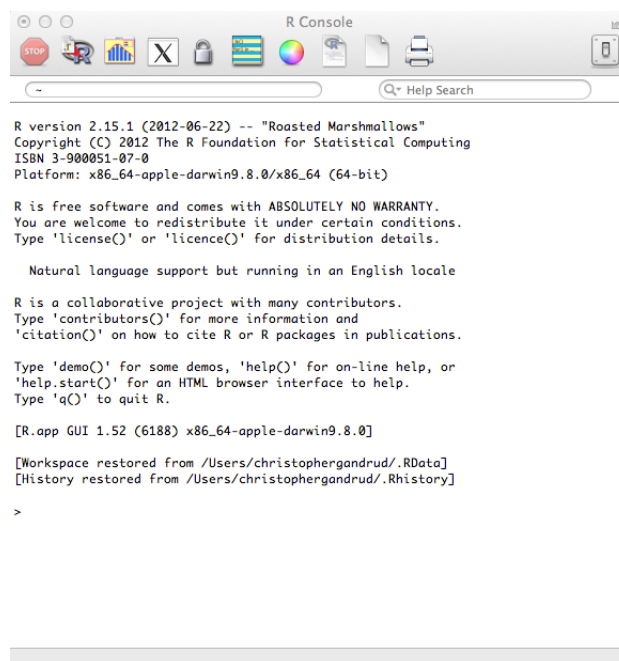 R Console
STOP
X
R
~
Help Search
R version 2.15.1 (2012-06-22) -- "Roasted Marshmallows"
Copyright (C) 2012 The R Foundation for Statistical Computing
ISBN 3-900051-07-0
Platform: x86_64-apple-darwin9.8.0/x86_64 (64-bit)
R is free software and comes with ABSOLUTELY NO WARRANTY.
You are welcome to redistribute it under certain conditions.
Type 'license()' or 'licence()' for distribution details.
Natural language support but running in an English locale
R is a collaborative project with many contributors.
Type 'contributors()' for more information and
'citation()' on how to cite R or R packages in publications.
Type 'demo()' for some demos, 'help()' for on-line help, or
'help.start()' for an HTML browser interface to help.
Type 'q()' to quit R.
[R.app GUI 1.52 (6188) x86_64-apple-darwin9.8.0]
[Workspace restored from /Users/christophergandrud/.RData]
[History restored from /Users/christophergandrud/.Rhistory]
>